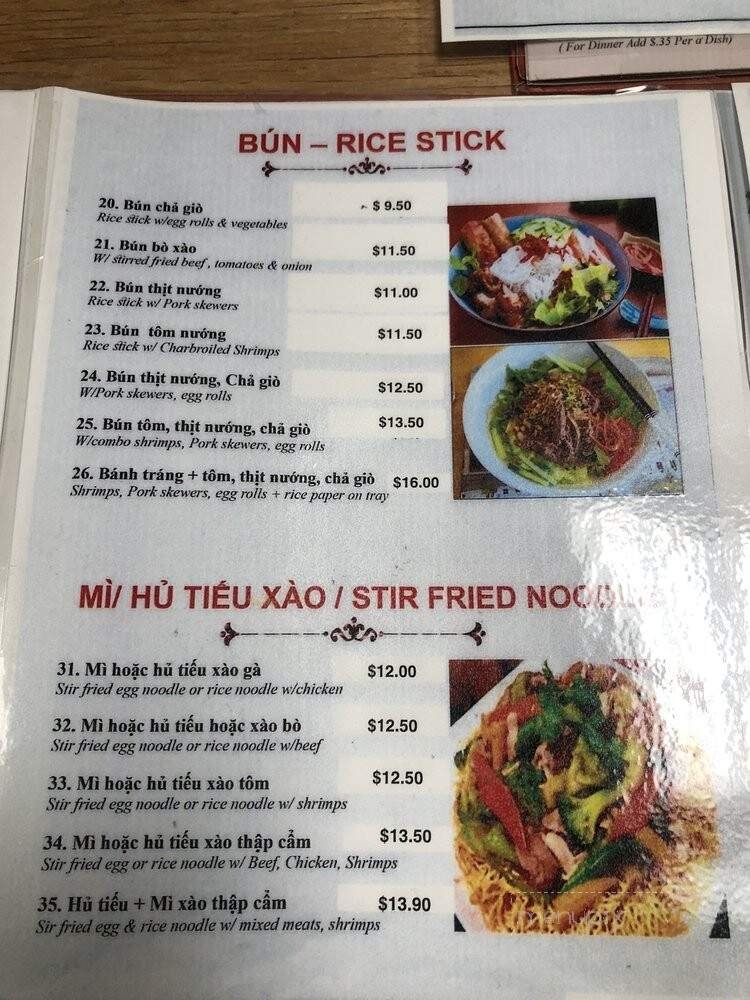 ( For Dinner Add $.35 Per a Dish)
BÚN – RICE STICK
20. Bún chả giò $ 9.50
Rice stick w/egg rolls & vegetables
21. Bún bò xào $11.50
W/ stirred fried beef, tomatoes & onion
22. Bún thịt nướng $11.00
Rice stick w/ Pork skewers
23. Bún tôm nướng $11.50
Rice stick w/ Charbroiled Shrimps
24. Bún thịt nướng, Chả giò $12.50
W/Pork skewers, egg rolls
25. Bún tôm, thịt nướng, chả giò $13.50
W/combo shrimps, Pork skewers, egg rolls
26. Bánh tráng + tôm, thịt nướng, chả giò $16.00
Shrimps, Pork skewers, egg rolls + rice paper on tray
MÌ/ HỦ TIẾU XÀO / STIR FRIED NOODLE
31. Mì hoặc hủ tiếu xào gà $12.00
Stir fried egg noodle or rice noodle w/chicken
32. Mì hoặc hủ tiếu hoặc xào bò $12.50
Stir fried egg noodle or rice noodle w/beef
33. Mì hoặc hủ tiếu xào tôm $12.50
Stir fried egg noodle or rice noodle w/ shrimps
34. Mì hoặc hủ tiếu xào thập cẩm $13.50
Stir fried egg or rice noodle w/ Beef, Chicken, Shrimps
35. Hủ tiếu + Mì xào thập cẩm $13.90
Sir fried egg & rice noodle w/ mixed meats, shrimps